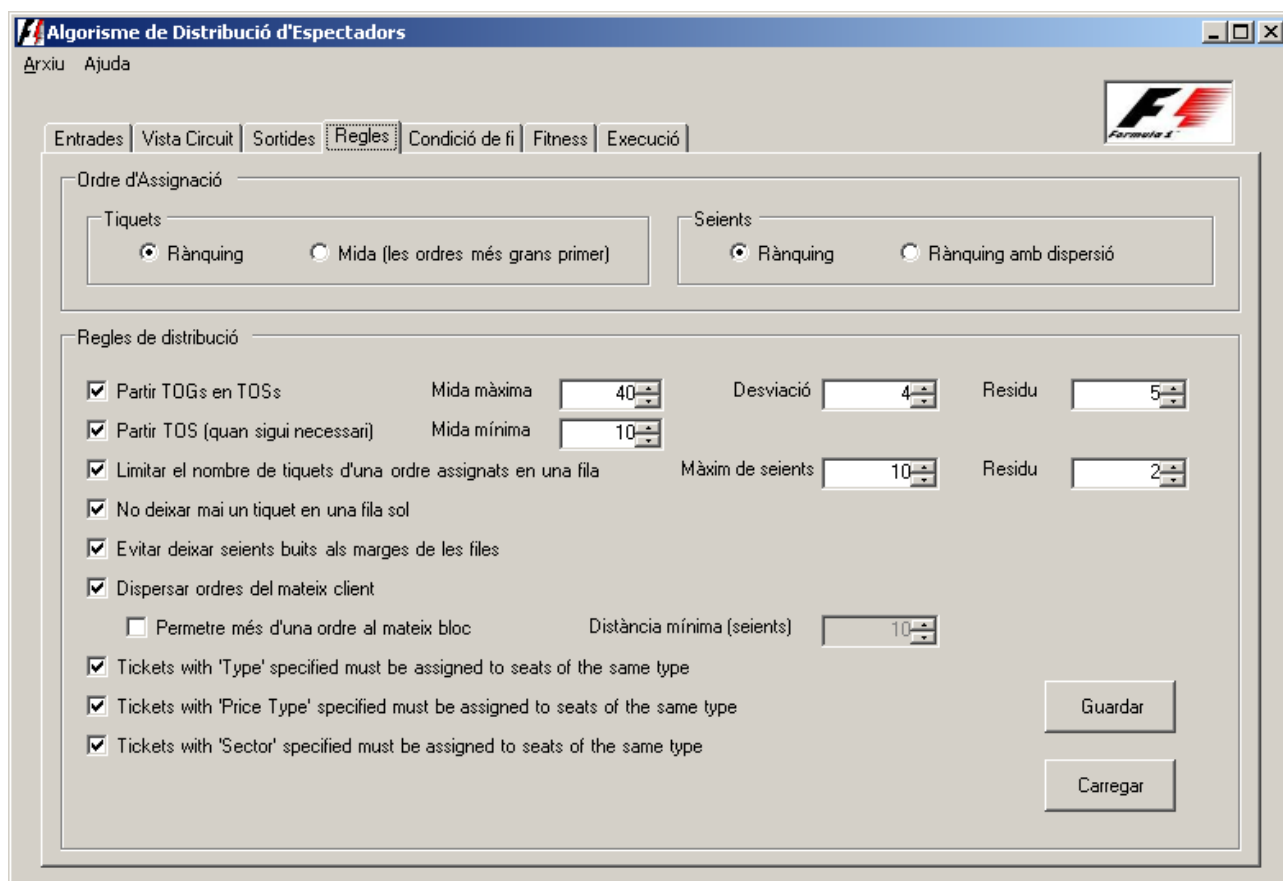 Algorisme de Distribució d'Espectadors
Arxiu Ajuda
Formula 1
Entrades Vista Circuit Sortides Regles Condició de fi Fitness Execució
Ordre d'Assignació
Tiquets Seients
Rànquing Mida (les ordres més grans primer) Rànquing Rànquing amb dispersió
Regles de distribució
Partir TOGs en TOSs Mida màxima 40 Desviació 4 Residu 5
Partir TOS (quan sigui necessari) Mida mínima 10
Limitar el nombre de tiquets d'una ordre assignats en una fila Màxim de seients 10 Residu 2
No deixar mai un tiquet en una fila sol
Evitar deixar seients buits als marges de les files
Dispersar ordres del mateix client
Permetre més d'una ordre al mateix bloc Distància mínima (seients) 10
Tickets with 'Type' specified must be assigned to seats of the same type
Tickets with 'Price Type' specified must be assigned to seats of the same type Guardar
Tickets with 'Sector' specified must be assigned to seats of the same type
Carregar